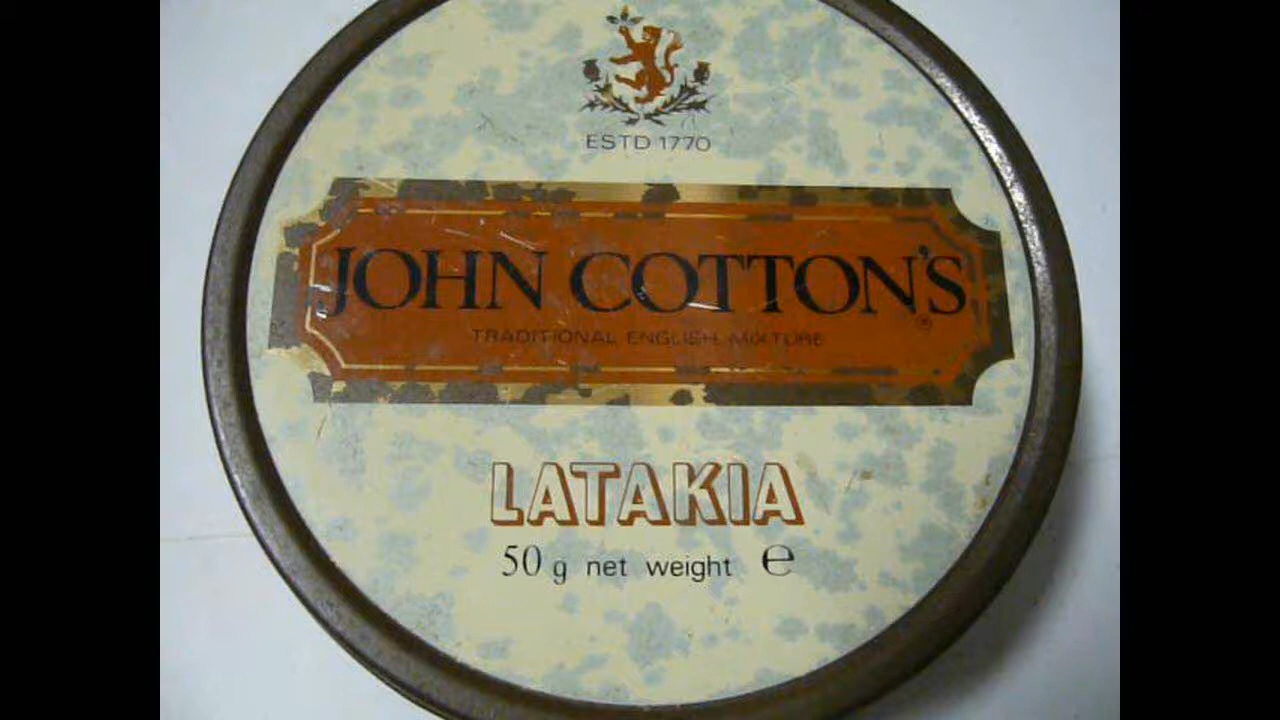 ESTD 1770
JOHN COTTON'S
®
TRADITIONAL ENGLISH MIXTURE
LATAKIA
50 g net weight ℮